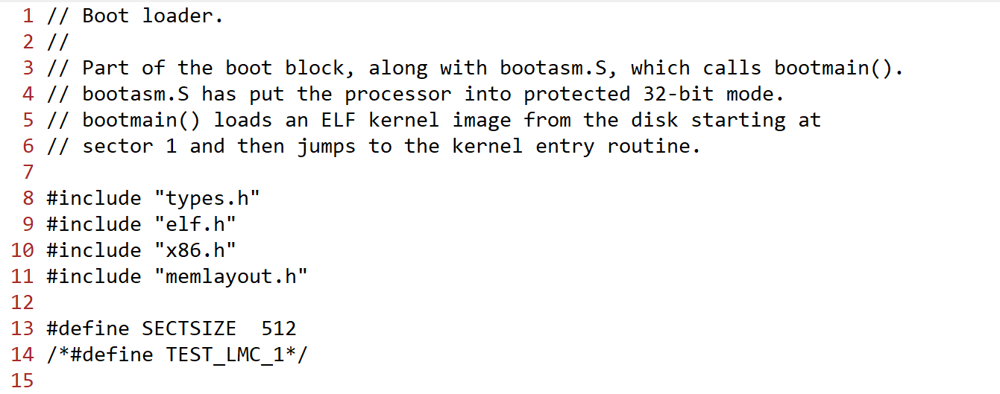 1 // Boot loader.
2 //
3 // Part of the boot block, along with bootasm.S, which calls bootmain().
4 // bootasm.S has put the processor into protected 32-bit mode.
5 // bootmain() loads an ELF kernel image from the disk starting at
6 // sector 1 and then jumps to the kernel entry routine.
7
8 #include "types.h"
9 #include "elf.h"
10 #include "x86.h"
11 #include "memlayout.h"
12
13 #define SECTSIZE  512
14 /*#define TEST_LMC_1*/
15